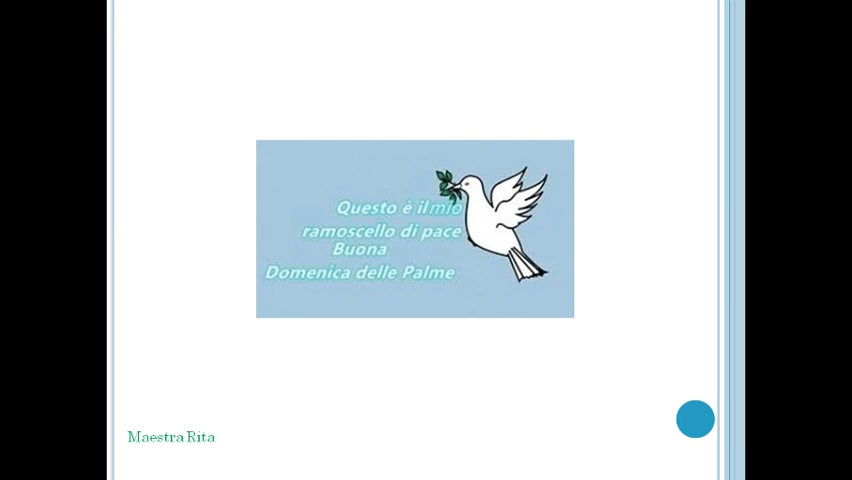 Questo è il mio
ramoscello di pace
Buona
Domenica delle Palme
Maestra Rita